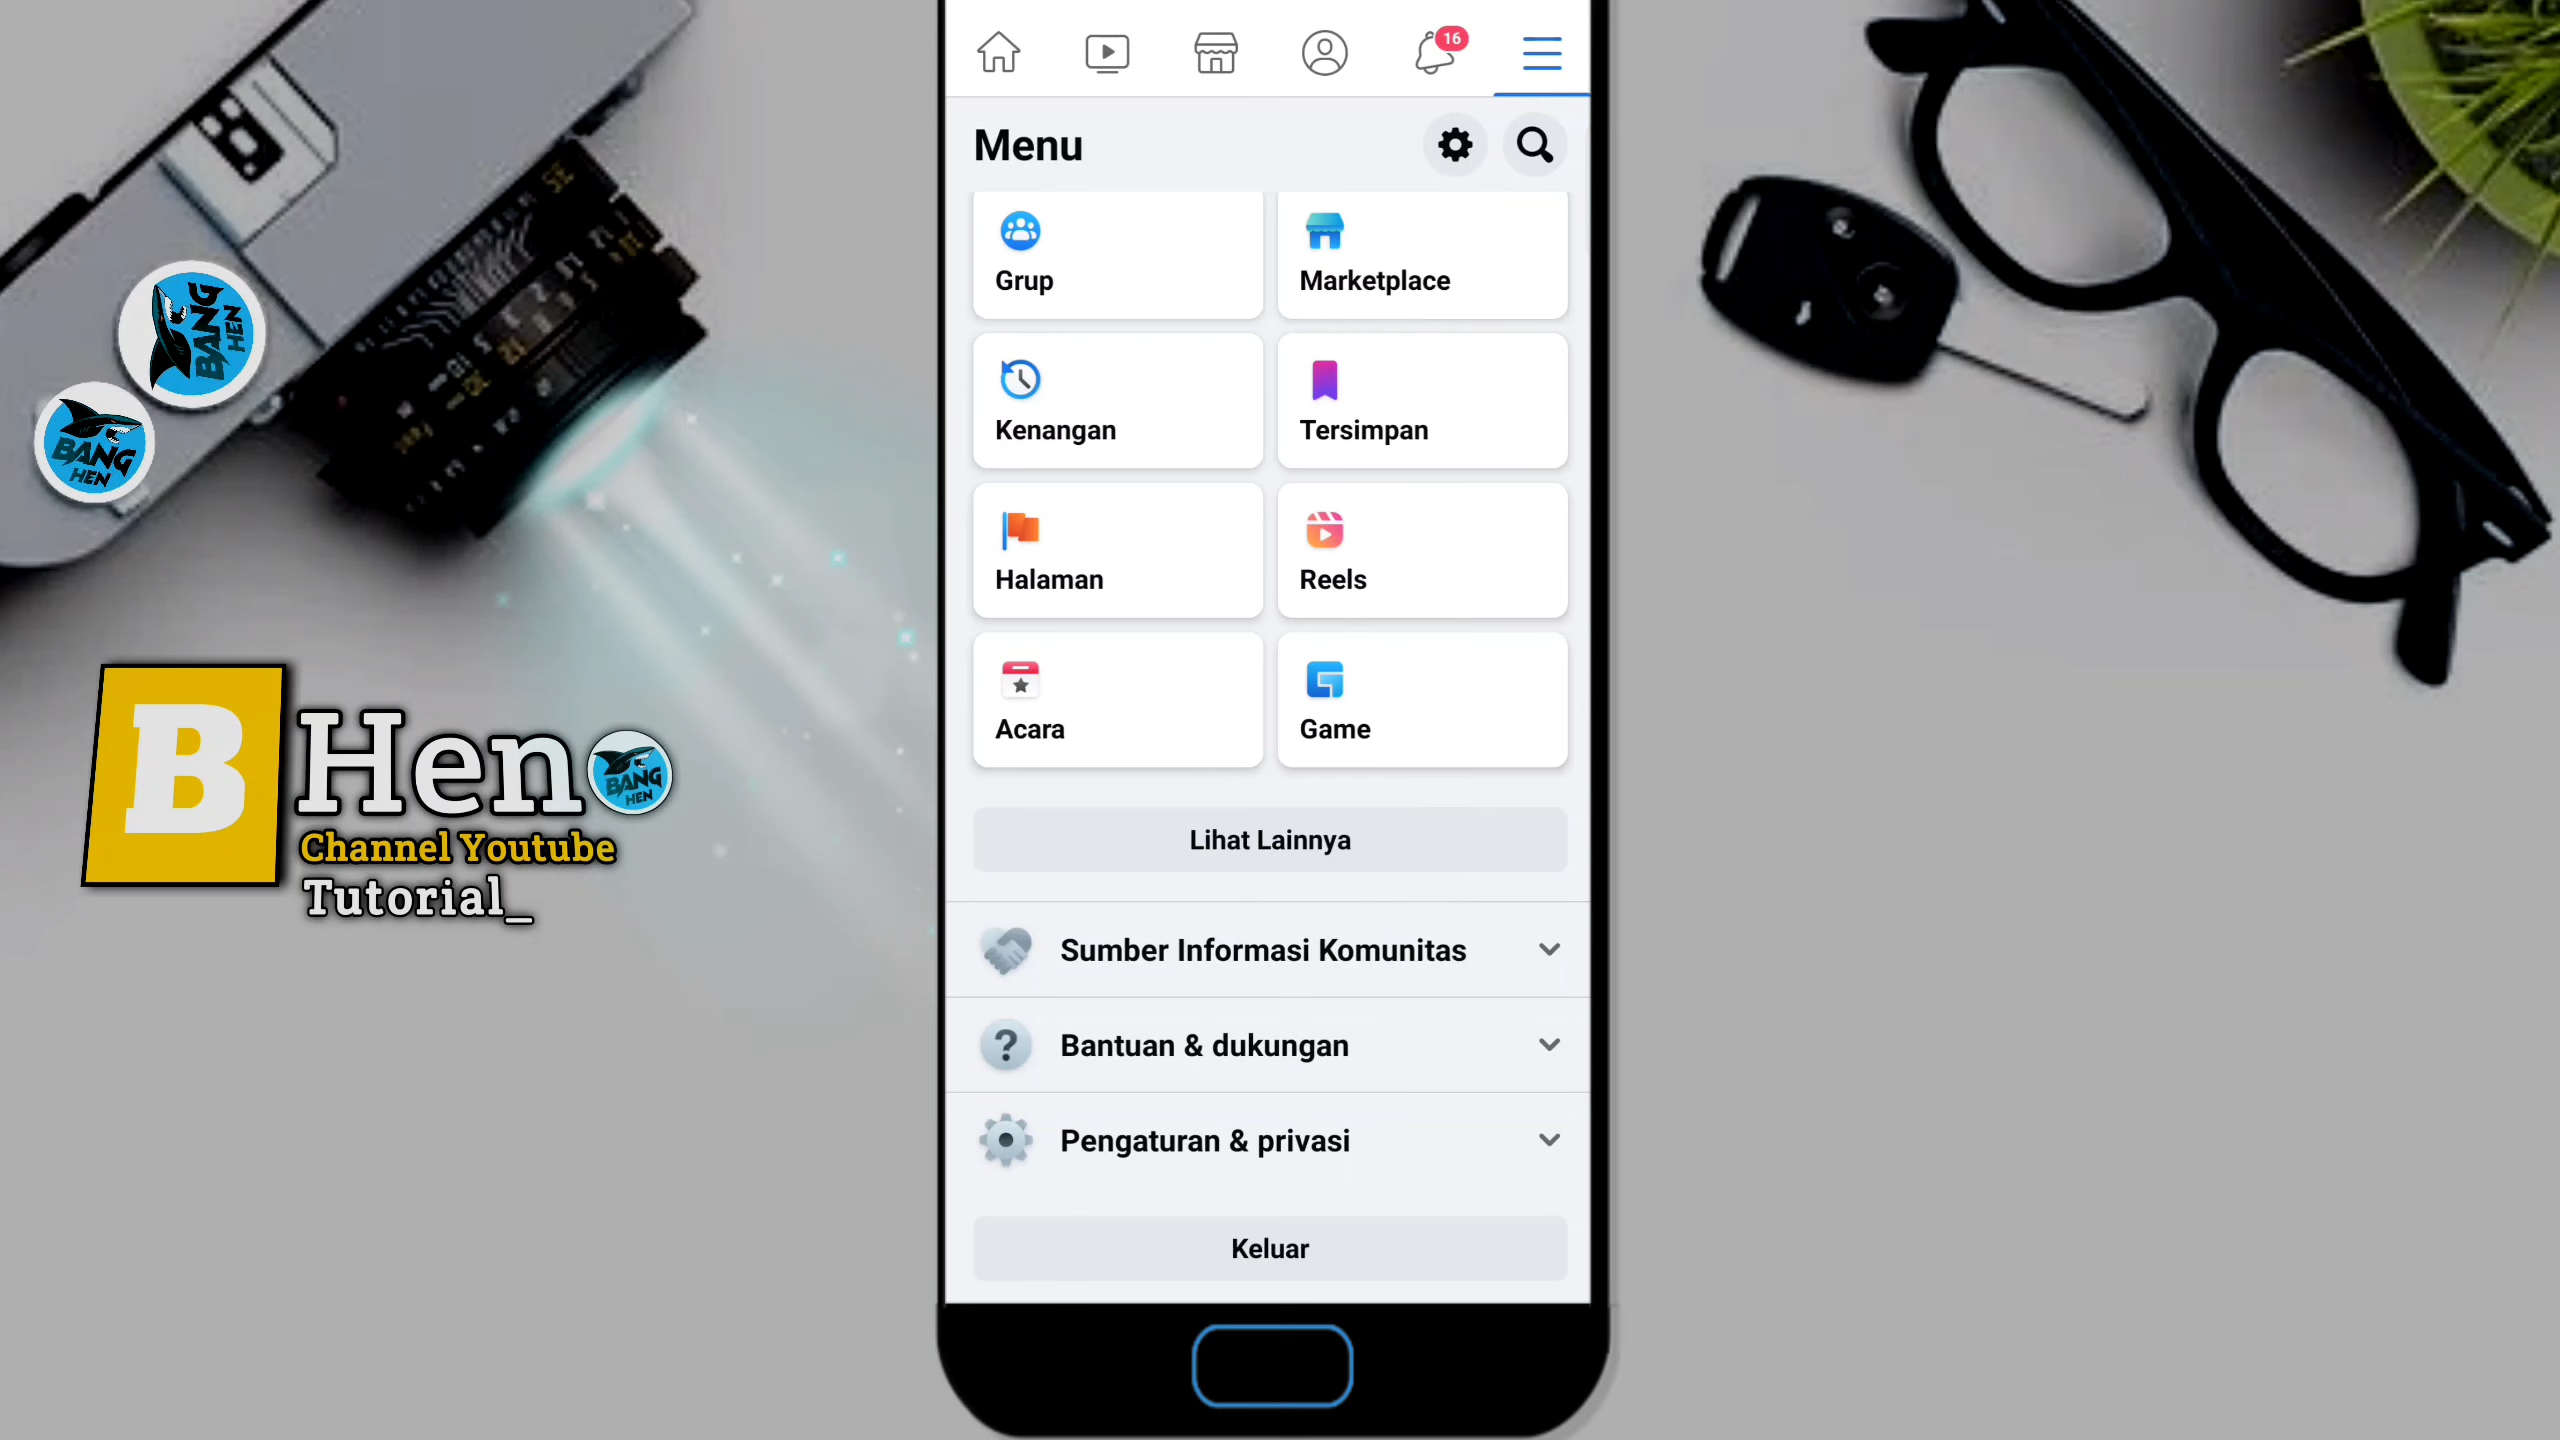 16
Menu
Grup
Marketplace
Kenangan
Tersimpan
Halaman
Reels
Acara
Game
Lihat Lainnya
Sumber Informasi Komunitas
Bantuan & dukungan
Pengaturan & privasi
Keluar
BANG
HEN
BANG
HEN
B Hen
BANG
HEN
Channel Youtube
Tutorial_